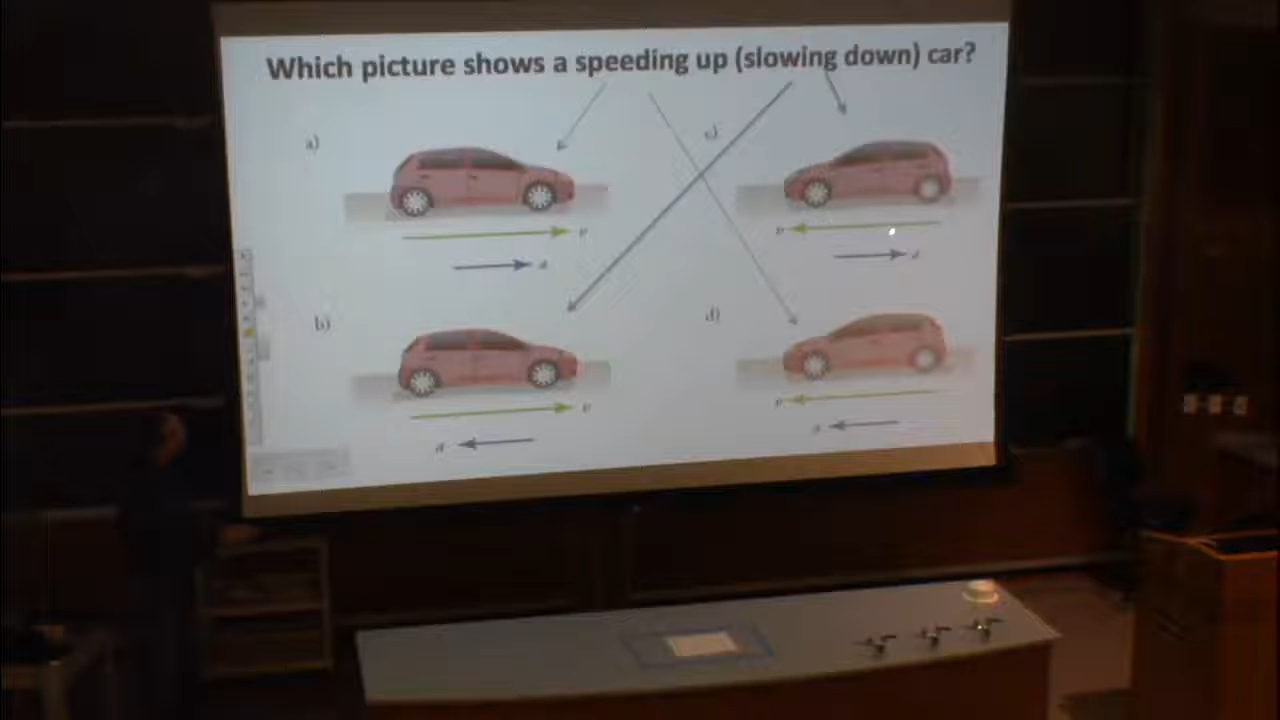 Which picture shows a speeding up (slowing down) car?
a)
c)
v
v
a
a
b)
d)
v
v
a
a